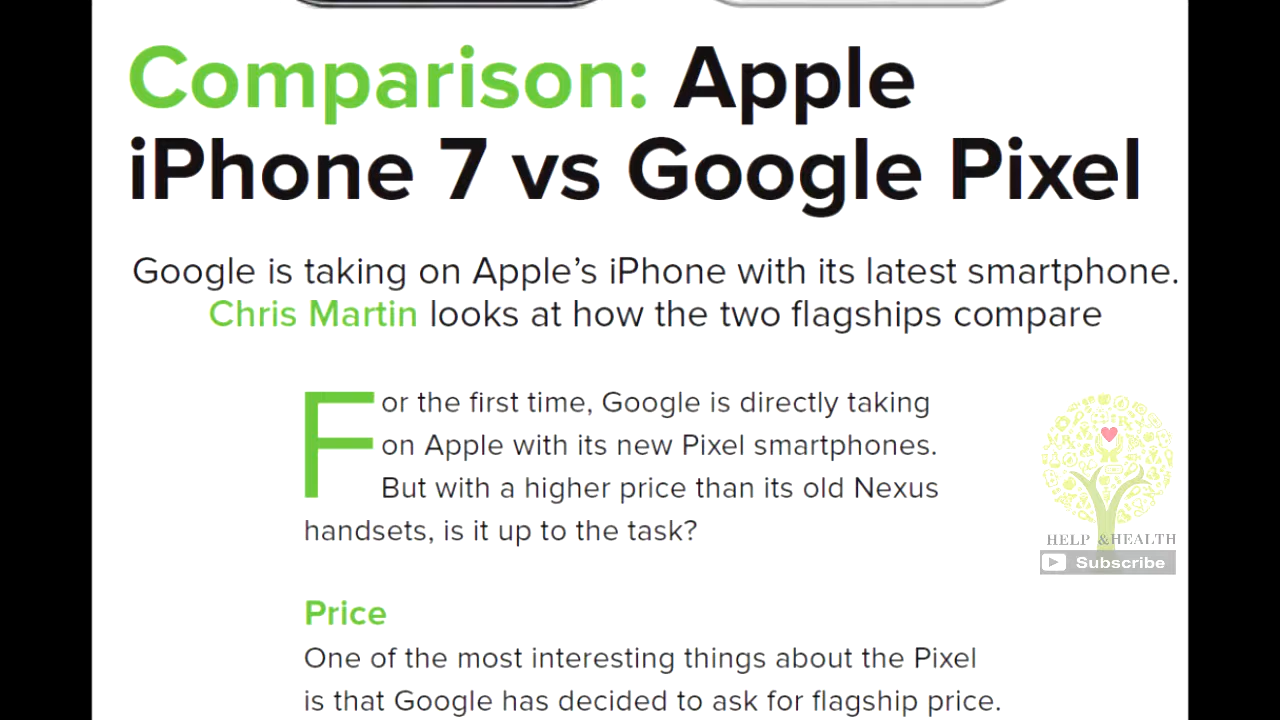 Comparison: Apple
iPhone 7 vs Google Pixel
Google is taking on Apple’s iPhone with its latest smartphone.
Chris Martin looks at how the two flagships compare
For the first time, Google is directly taking
on Apple with its new Pixel smartphones.
But with a higher price than its old Nexus
handsets, is it up to the task?
HELP &HEALTH
Subscribe
Price
One of the most interesting things about the Pixel
is that Google has decided to ask for flagship price.